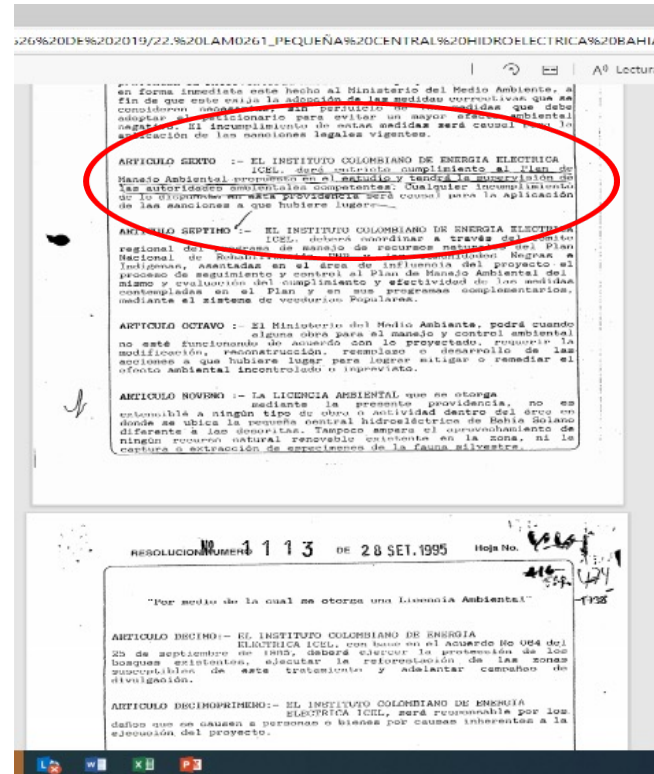 526%20DE%202019/22.%20LAM0261_PEQUEÑA%20CENTRAL%20HIDROELECTRICA%20BAHIA
Lectura
en forma inmediata este hecho al Ministerio del Medio Ambiente, a
fin de que este exija la adopción de las medidas correctivas que se
consideren necesarias, sin perjuicio de las medidas que debe
adoptar el peticionario para evitar un mayor efecto ambiental
negativo. El incumplimiento de estas medidas será causal para la
aplicación de las sanciones legales vigentes.
ARTICULO SEXTO :- EL INSTITUTO COLOMBIANO DE ENERGIA ELECTRICA
ICEL, dará estricto cumplimiento al Plan de
Manejo Ambiental propuesto en el estudio y tendrá la supervisión de
las autoridades ambientales competentes. Cualquier incumplimiento
de lo dispuesto en esta providencia será causal para la aplicación
de las sanciones a que hubiere lugar.
ARTICULO SEPTIMO :- EL INSTITUTO COLOMBIANO DE ENERGIA ELECTRICA
ICEL, deberá coordinar a través del comite
regional del programa de manejo de recursos naturales del Plan
Nacional de Rehabilitación PNR y las comunidades Negras e
Indígenas, asentadas en el área de influencia del proyecto el
proceso de seguimiento y control al Plan de Manejo Ambiental del
mismo y evaluación del cumplimiento y efectividad de las medidas
contempladas en el Plan y en sus programas complementarios,
mediante el sistema de veedurías Populares.
ARTICULO OCTAVO :- El Ministerio del Medio Ambiente, podrá cuando
alguna obra para el manejo y control ambiental
no esté funcionando de acuerdo con lo proyectado, requerir la
modificación, reconstrucción, reemplazo o desarrollo de las
acciones a que hubiere lugar para lograr mitigar o remediar el
efecto ambiental incontrolado o imprevisto.
ARTICULO NOVENO :- LA LICENCIA AMBIENTAL que se otorga
mediante la presente providencia, no es
extensible a ningún tipo de obra o actividad dentro del área en
donde se ubica la pequeña central hidroeléctrica de Bahía Solano
diferente a las descritas. Tampoco ampara el aprovechamiento de
ningún recurso natural renovable existente en la zona, ni la
captura o extracción de especímenes de la fauna silvestre.
RESOLUCION NUMERO 1113 DE 28 SET. 1995 Hoja No.
"Por medio de la cual se otorga una Licencia Ambiental"
ARTICULO DECIMO:- EL INSTITUTO COLOMBIANO DE ENERGIA
ELECTRICA ICEL, con base en el Acuerdo No 064 del
25 de septiembre de 1985, deberá ejercer la protección de los
bosques existentes, ejecutar la reforestación de las zonas
susceptibles de este tratamiento y adelantar campañas de
divulgación.
ARTICULO DECIMOPRIMERO:- EL INSTITUTO COLOMBIANO DE ENERGIA
ELECTRICA ICEL, será responsable por los
daños que se causen a personas o bienes por causas inherentes a la
ejecución del proyecto.